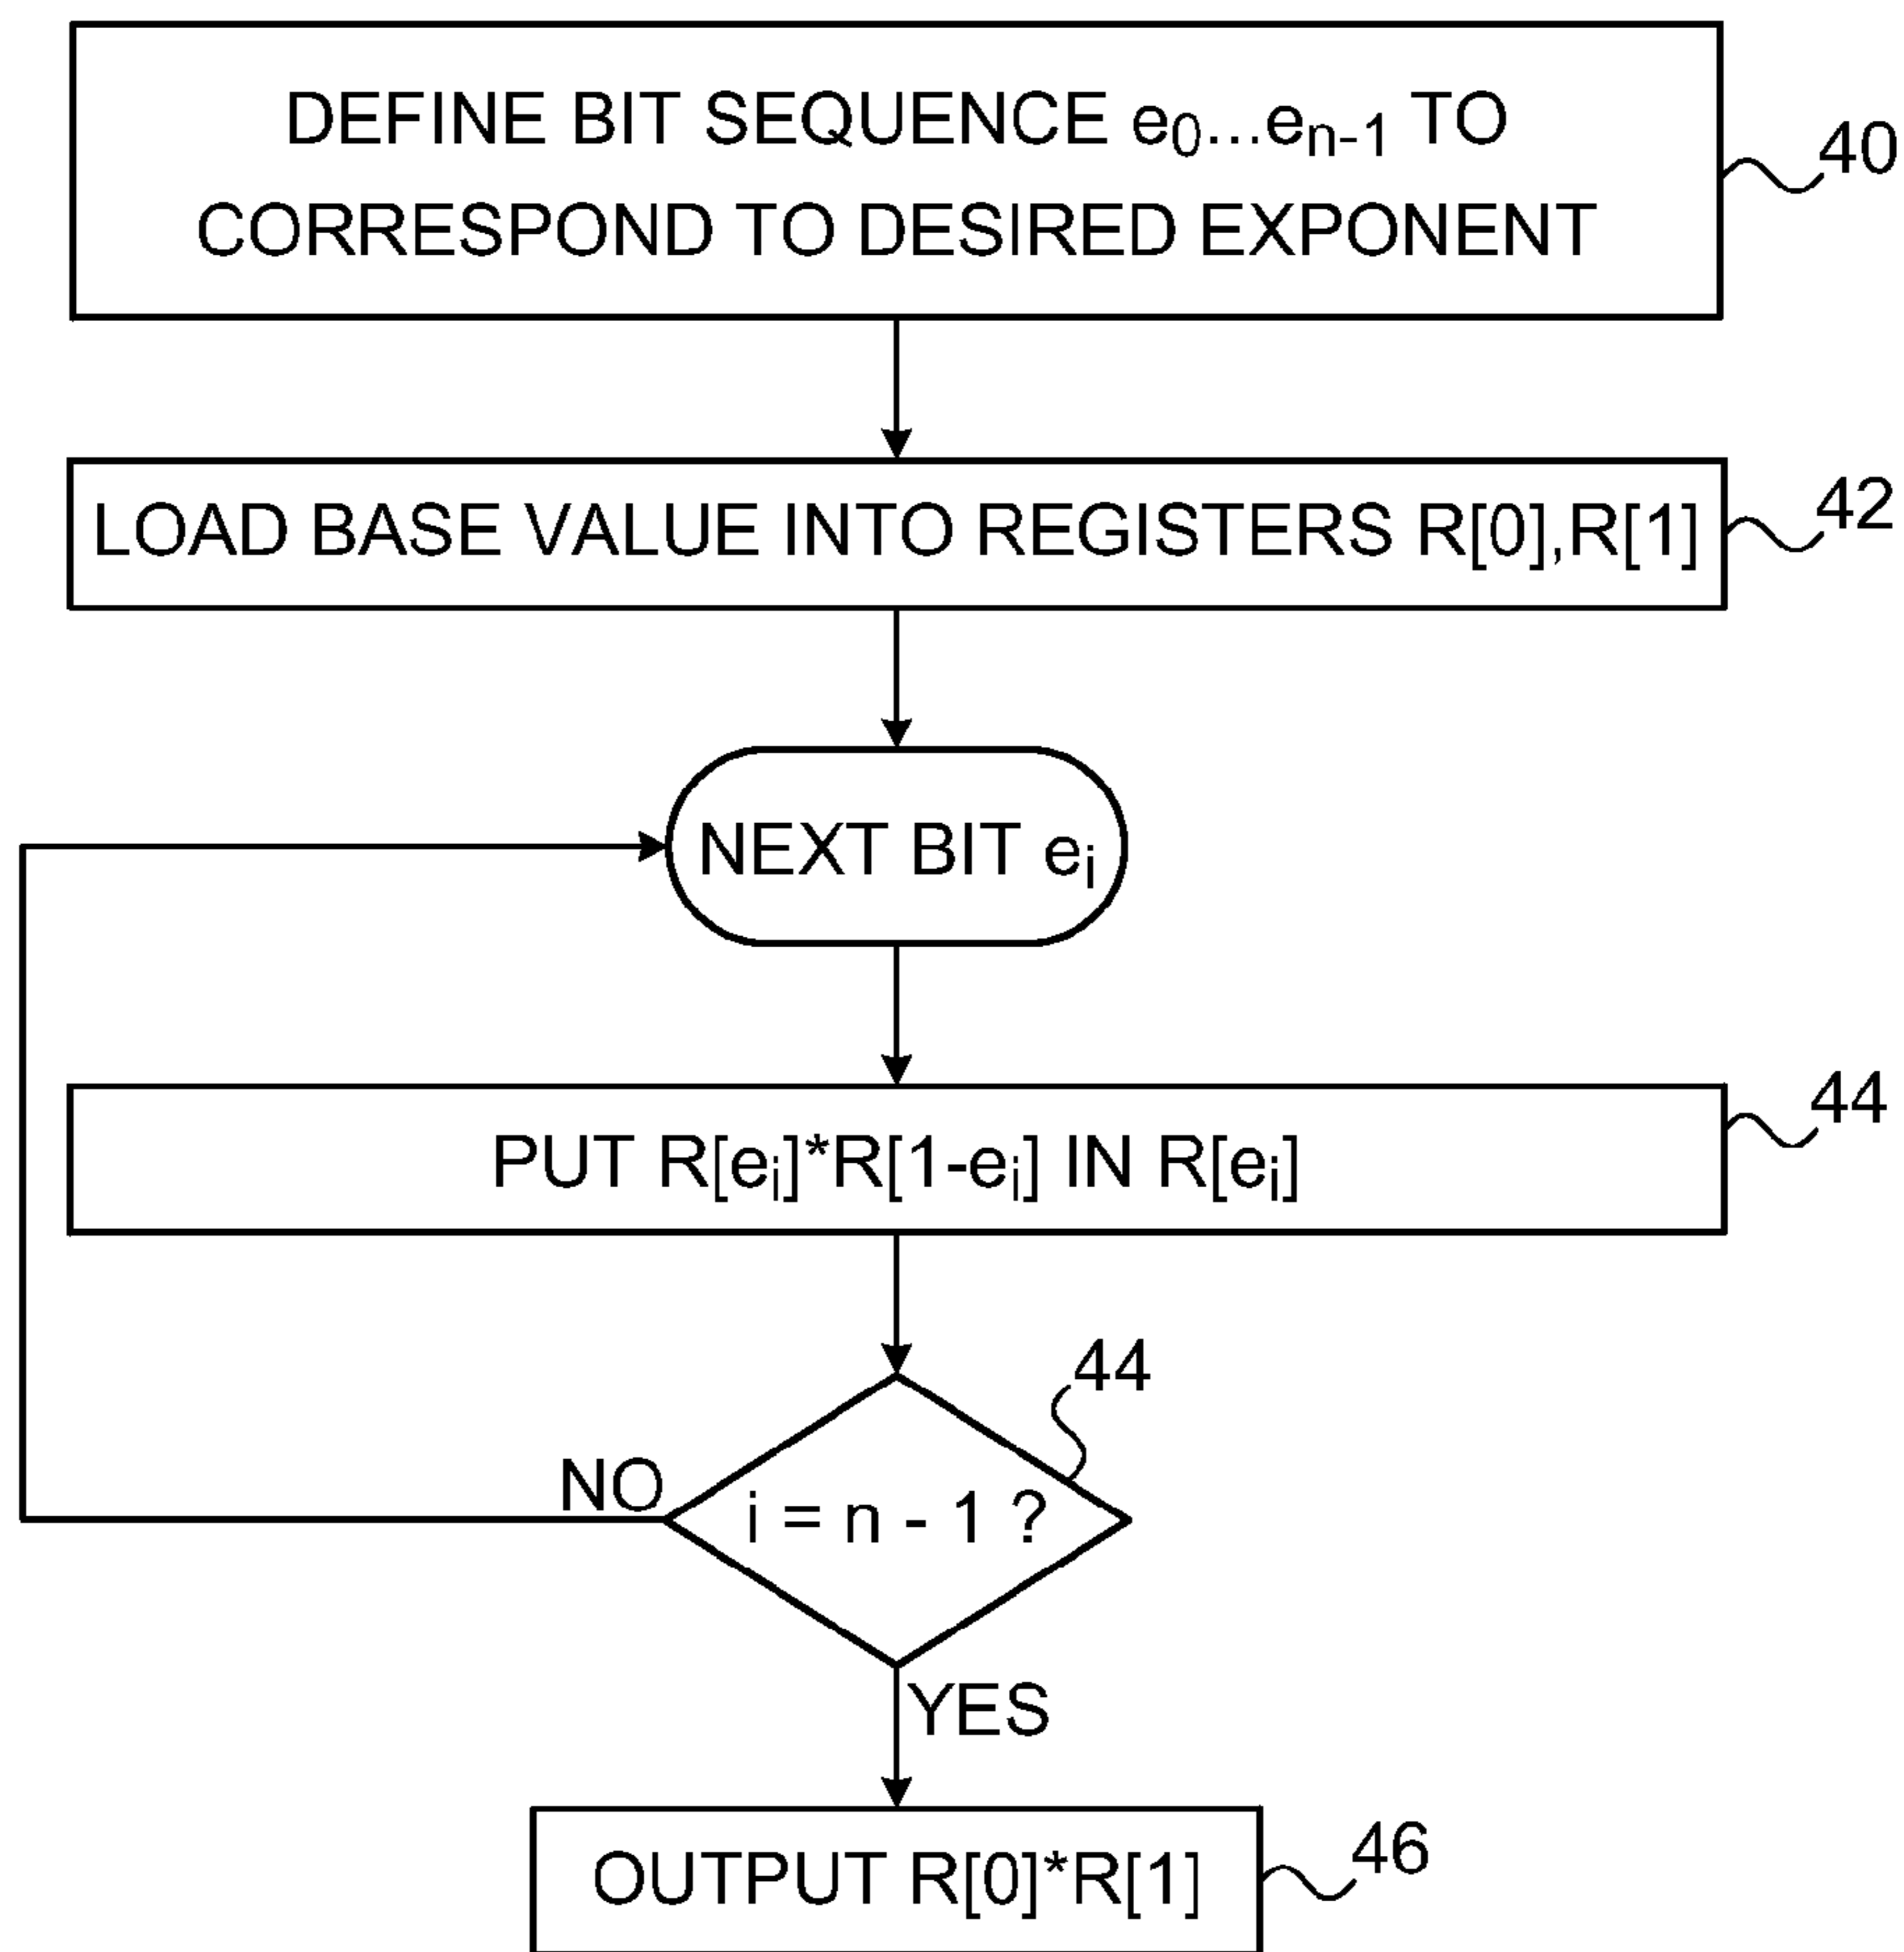 DEFINE BIT SEQUENCE e0...en-1 TO
CORRESPOND TO DESIRED EXPONENT
40
LOAD BASE VALUE INTO REGISTERS R[0],R[1]
42
NEXT BIT ei
PUT R[ei]*R[1-ei] IN R[ei]
44
44
NO
i = n - 1 ?
YES
OUTPUT R[0]*R[1]
46